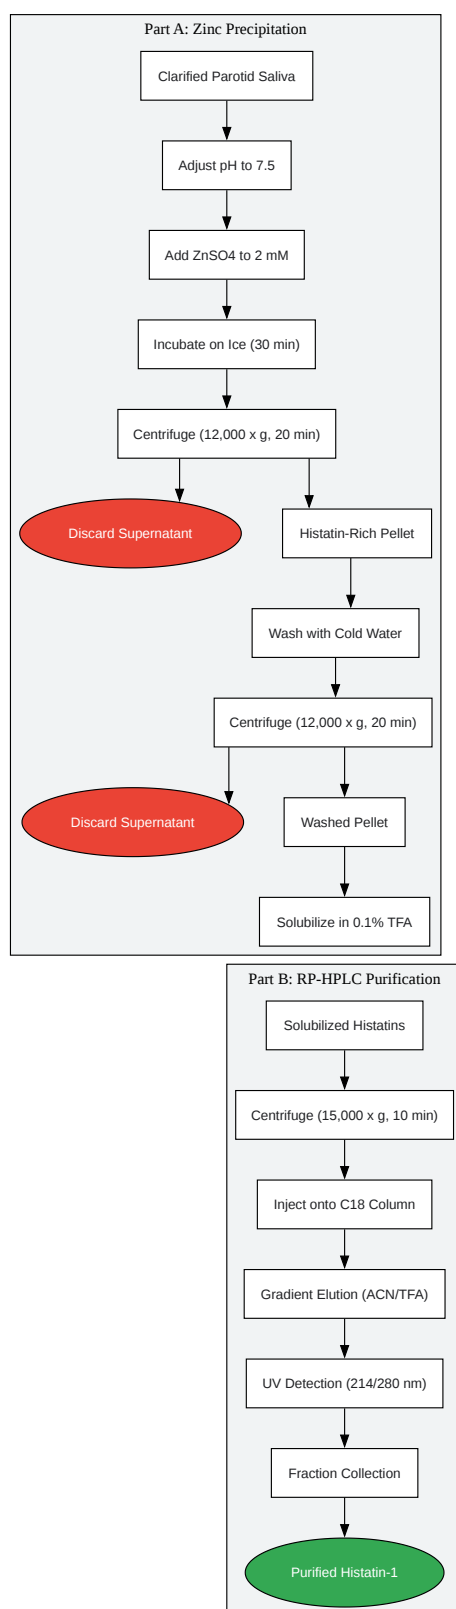 Part A: Zinc Precipitation
Clarified Parotid Saliva
Adjust pH to 7.5
Add ZnSO4 to 2 mM
Incubate on Ice (30 min)
Centrifuge (12,000 x g, 20 min)
Discard Supernatant
Histatin-Rich Pellet
Wash with Cold Water
Centrifuge (12,000 x g, 20 min)
Discard Supernatant
Washed Pellet
Solubilize in 0.1% TFA
Part B: RP-HPLC Purification
Solubilized Histatins
Centrifuge (15,000 x g, 10 min)
Inject onto C18 Column
Gradient Elution (ACN/TFA)
UV Detection (214/280 nm)
Fraction Collection
Purified Histatin-1